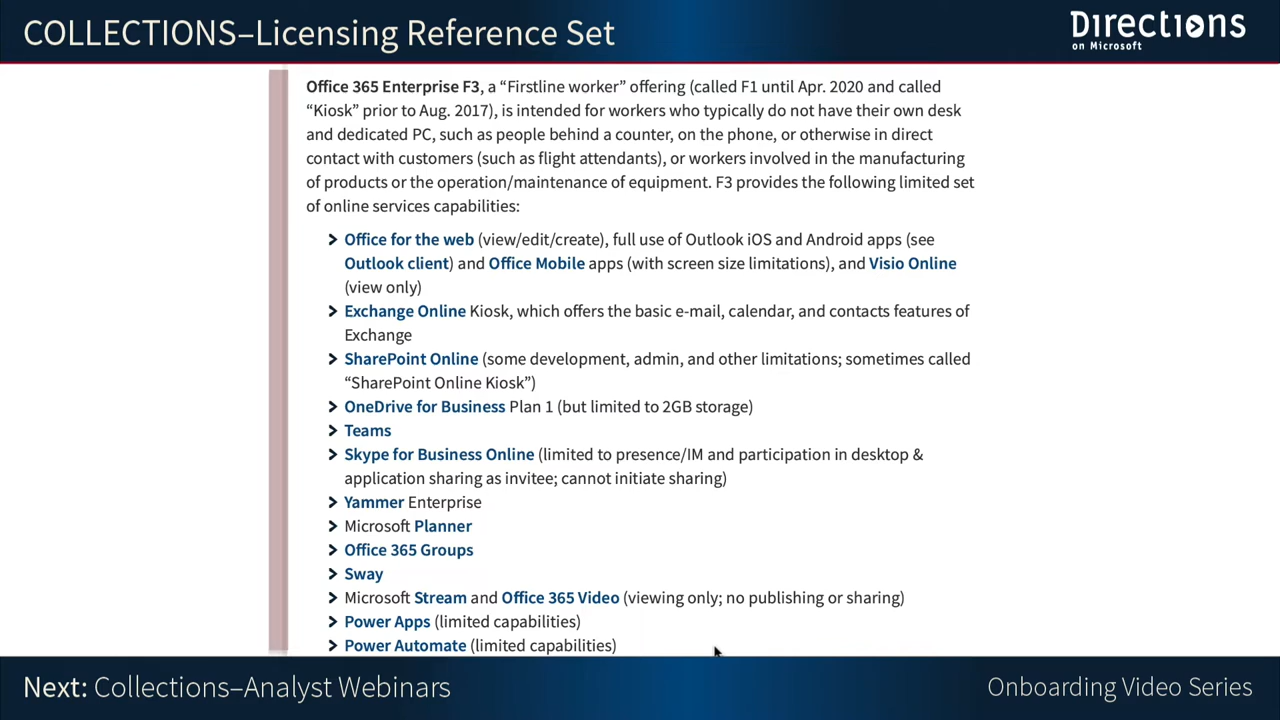 COLLECTIONS–Licensing Reference Set
Directions
on Microsoft
Office 365 Enterprise F3, a “Firstline worker” offering (called F1 until Apr. 2020 and called
“Kiosk” prior to Aug. 2017), is intended for workers who typically do not have their own desk
and dedicated PC, such as people behind a counter, on the phone, or otherwise in direct
contact with customers (such as flight attendants), or workers involved in the manufacturing
of products or the operation/maintenance of equipment. F3 provides the following limited set
of online services capabilities:
> Office for the web (view/edit/create), full use of Outlook iOS and Android apps (see
Outlook client) and Office Mobile apps (with screen size limitations), and Visio Online
(view only)
> Exchange Online Kiosk, which offers the basic e-mail, calendar, and contacts features of
Exchange
> SharePoint Online (some development, admin, and other limitations; sometimes called
“SharePoint Online Kiosk”)
> OneDrive for Business Plan 1 (but limited to 2GB storage)
> Teams
> Skype for Business Online (limited to presence/IM and participation in desktop &
application sharing as invitee; cannot initiate sharing)
> Yammer Enterprise
> Microsoft Planner
> Office 365 Groups
> Sway
> Microsoft Stream and Office 365 Video (viewing only; no publishing or sharing)
> Power Apps (limited capabilities)
> Power Automate (limited capabilities)
Next: Collections–Analyst Webinars
Onboarding Video Series